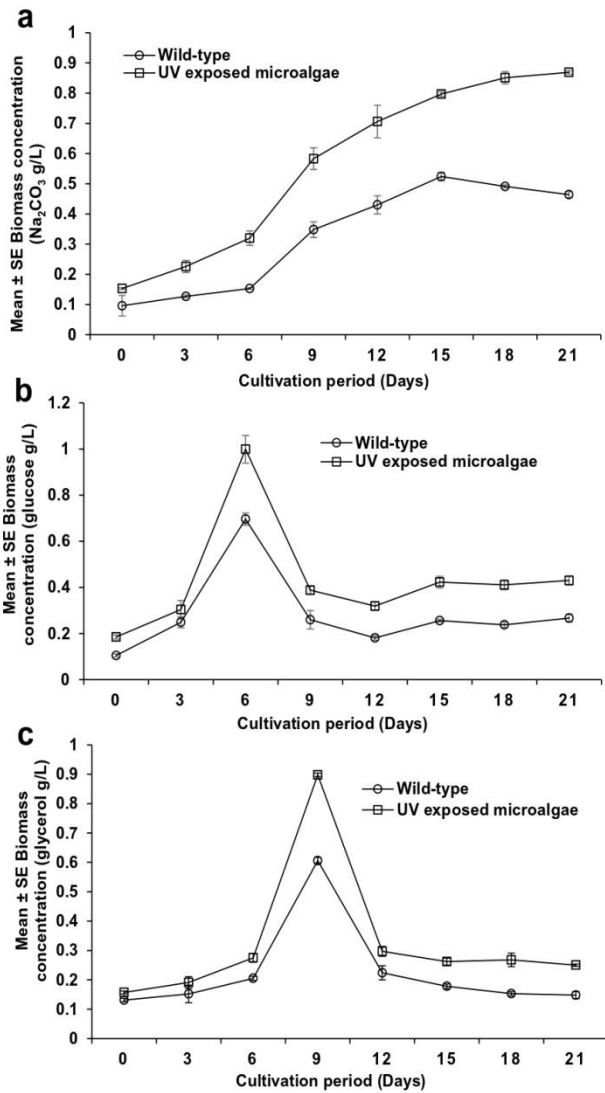 a
Wild-type
UV exposed microalgae
Mean ± SE Biomass concentration
(Na₂CO₃ g/L)
1
0.9
0.8
0.7
0.6
0.5
0.4
0.3
0.2
0.1
0
0 3 6 9 12 15 18 21
Cultivation period (Days)
b
Wild-type
UV exposed microalgae
Mean ± SE Biomass
concentration (glucose g/L)
1.2
1
0.8
0.6
0.4
0.2
0
0 3 6 9 12 15 18 21
Cultivation period (Days)
c
Wild-type
UV exposed microalgae
Mean ± SE Biomass
concentration (glycerol g/L)
1
0.9
0.8
0.7
0.6
0.5
0.4
0.3
0.2
0.1
0
0 3 6 9 12 15 18 21
Cultivation period (Days)